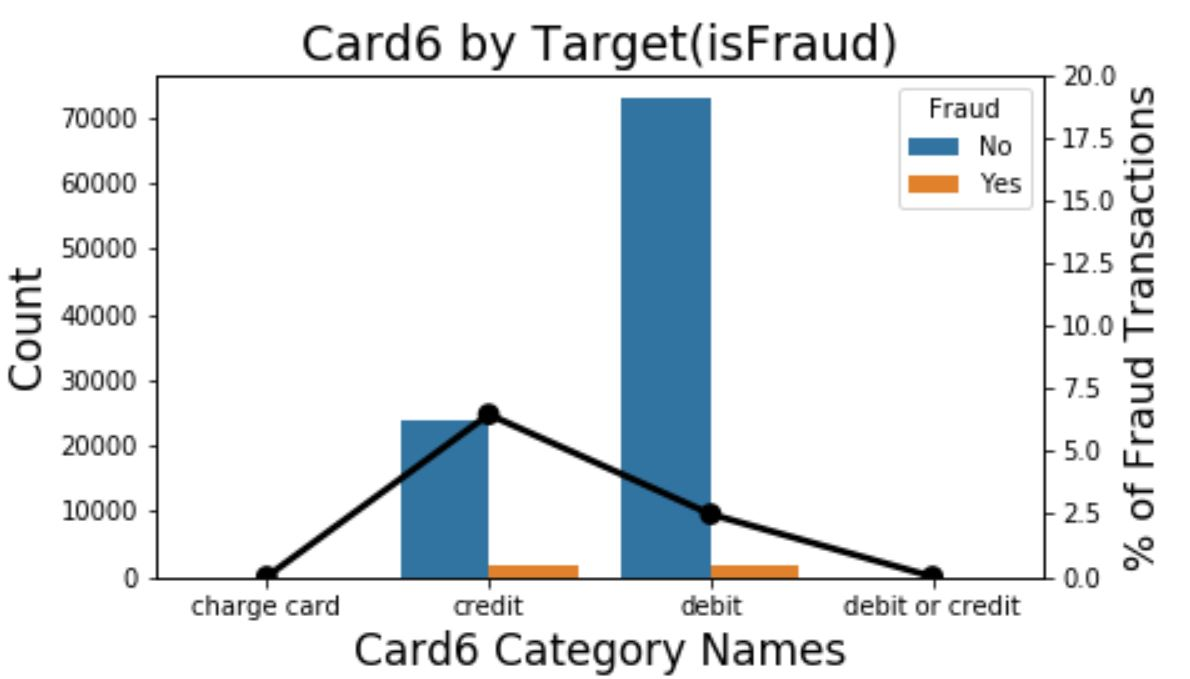 Card6 by Target(isFraud)
Count
70000
60000
50000
40000
30000
20000
10000
0
Fraud
No
Yes
20.0
17.5
15.0
12.5
10.0
7.5
5.0
2.5
0.0
% of Fraud Transactions
charge card credit debit debit or credit
Card6 Category Names